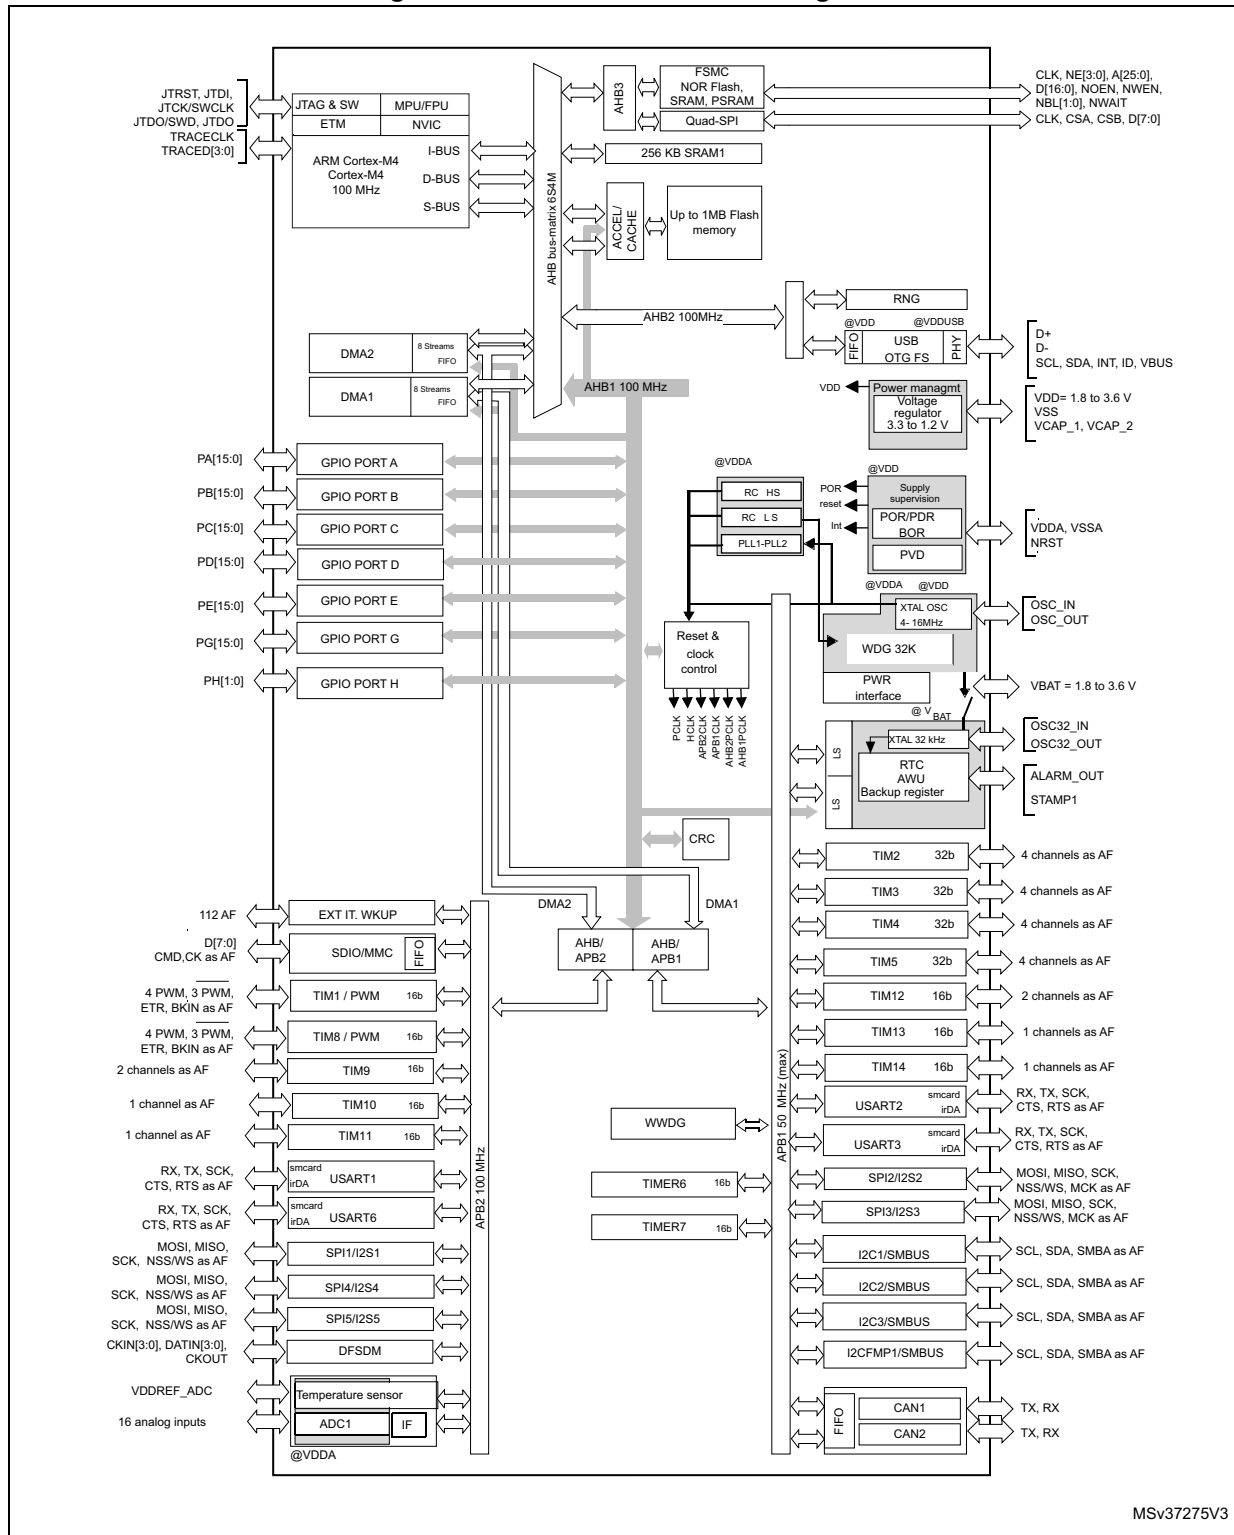 JTRST, JTDI,
JTCK/SWCLK
JTDO/SWD, JTDO
TRACECLK
TRACED[3:0]
JTAG & SW
MPU/FPU
ETM
NVIC
ARM Cortex-M4
Cortex-M4
100 MHz
I-BUS
D-BUS
S-BUS
AHB bus-matrix 6S4M
AHB3
FSMC
NOR Flash,
SRAM, PSRAM
Quad-SPI
CLK, NE[3:0], A[25:0],
D[16:0], NOEN, NWEN,
NBL[1:0], NWAIT
CLK, CSA, CSB, D[7:0]
256 KB SRAM1
ACCEL/
CACHE
Up to 1MB Flash
memory
AHB2 100MHz
RNG
@VDD
@VDDUSB
FIFO
USB
OTG FS
PHY
D+
D-
SCL, SDA, INT, ID, VBUS
DMA2
8 Streams
FIFO
DMA1
8 Streams
FIFO
AHB1 100 MHz
VDD
Power managmt
Voltage
regulator
3.3 to 1.2 V
VDD= 1.8 to 3.6 V
VSS
VCAP_1, VCAP_2
PA[15:0]
GPIO PORT A
PB[15:0]
GPIO PORT B
PC[15:0]
GPIO PORT C
PD[15:0]
GPIO PORT D
PE[15:0]
GPIO PORT E
PG[15:0]
GPIO PORT G
PH[1:0]
GPIO PORT H
@VDDA
RC HS
RC LS
PLL1-PLL2
@VDD
POR
reset
Int
Supply
supervision
POR/PDR
BOR
PVD
VDDA, VSSA
NRST
@VDDA
@VDD
XTAL OSC
4- 16MHz
OSC_IN
OSC_OUT
WDG 32K
PWR
interface
VBAT = 1.8 to 3.6 V
Reset &
clock
control
PCLK
HCLK
APB2CLK
APB1CLK
AHB2PCLK
AHB1PCLK
@ V BAT
LS
LS
XTAL 32 kHz
RTC
AWU
Backup register
OSC32_IN
OSC32_OUT
ALARM_OUT
STAMP1
CRC
DMA2
DMA1
AHB/
APB2
AHB/
APB1
112 AF
EXT IT. WKUP
D[7:0]
CMD,CK as AF
SDIO/MMC
FIFO
4 PWM, 3 PWM,
ETR, BKIN as AF
TIM1 / PWM 16b
4 PWM, 3 PWM,
ETR, BKIN as AF
TIM8 / PWM 16b
2 channels as AF
TIM9 16b
1 channel as AF
TIM10 16b
1 channel as AF
TIM11 16b
RX, TX, SCK,
CTS, RTS as AF
smcard
irDA
USART1
RX, TX, SCK,
CTS, RTS as AF
smcard
irDA
USART6
MOSI, MISO,
SCK, NSS/WS as AF
SPI1/I2S1
MOSI, MISO,
SCK, NSS/WS as AF
SPI4/I2S4
MOSI, MISO,
SCK, NSS/WS as AF
SPI5/I2S5
CKIN[3:0], DATIN[3:0],
CKOUT
DFSDM
VDDREF_ADC
Temperature sensor
16 analog inputs
ADC1
IF
@VDDA
APB2 100 MHz
WWDG
TIMER6 16b
TIMER7 16b
APB1 50 MHz (max)
TIM2 32b
4 channels as AF
TIM3 32b
4 channels as AF
TIM4 32b
4 channels as AF
TIM5 32b
4 channels as AF
TIM12 16b
2 channels as AF
TIM13 16b
1 channels as AF
TIM14 16b
1 channels as AF
USART2
smcard
irDA
RX, TX, SCK,
CTS, RTS as AF
USART3
smcard
irDA
RX, TX, SCK,
CTS, RTS as AF
SPI2/I2S2
MOSI, MISO, SCK,
NSS/WS, MCK as AF
SPI3/I2S3
MOSI, MISO, SCK,
NSS/WS, MCK as AF
I2C1/SMBUS
SCL, SDA, SMBA as AF
I2C2/SMBUS
SCL, SDA, SMBA as AF
I2C3/SMBUS
SCL, SDA, SMBA as AF
I2CFMP1/SMBUS
SCL, SDA, SMBA as AF
FIFO
CAN1
CAN2
TX, RX
TX, RX
MSv37275V3